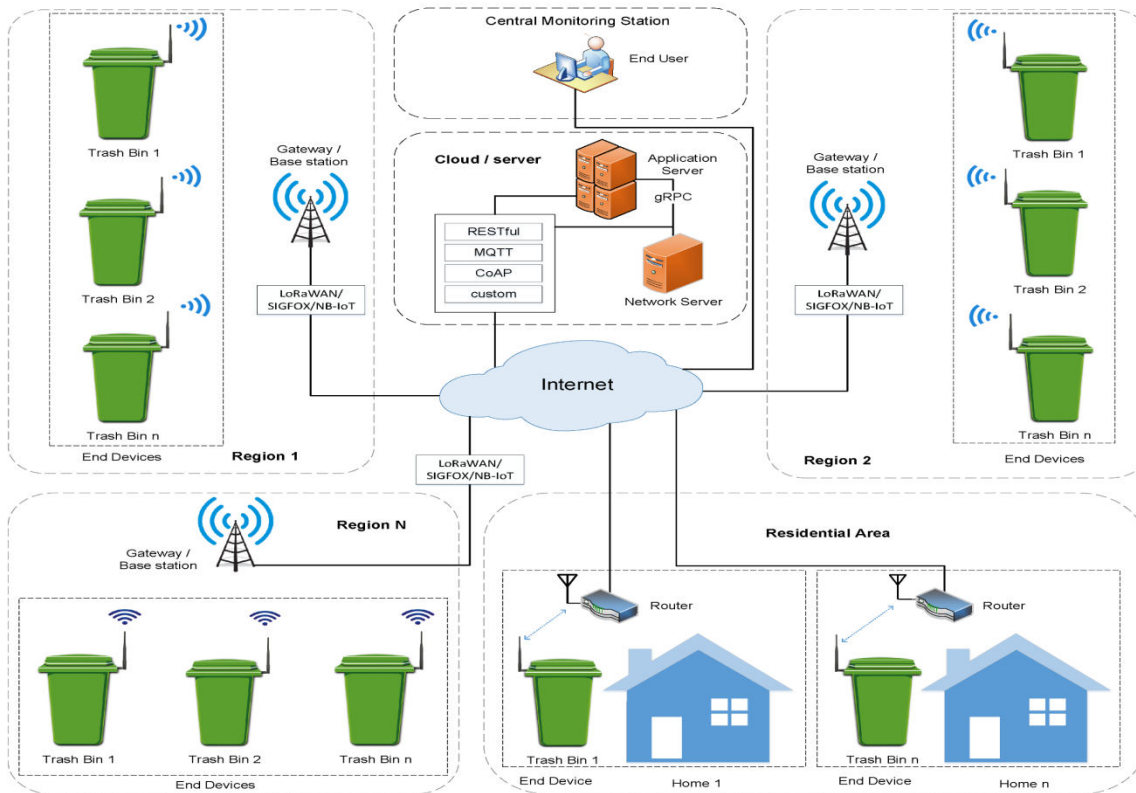 Central Monitoring Station
End User
Trash Bin 1
Trash Bin 2
Trash Bin n
End Devices
Region 1
Gateway /
Base station
LoRaWAN/
SIGFOX/NB-IoT
Cloud / server
Application
Server
gRPC
RESTful
MQTT
CoAP
custom
Network Server
Gateway /
Base station
LoRaWAN/
SIGFOX/NB-IoT
Trash Bin 1
Trash Bin 2
Trash Bin n
End Devices
Region 2
Internet
LoRaWAN/
SIGFOX/NB-IoT
Region N
Gateway /
Base station
Trash Bin 1
Trash Bin 2
Trash Bin n
End Devices
Residential Area
Router
Trash Bin 1
End Device
Home 1
Router
Trash Bin n
End Device
Home n